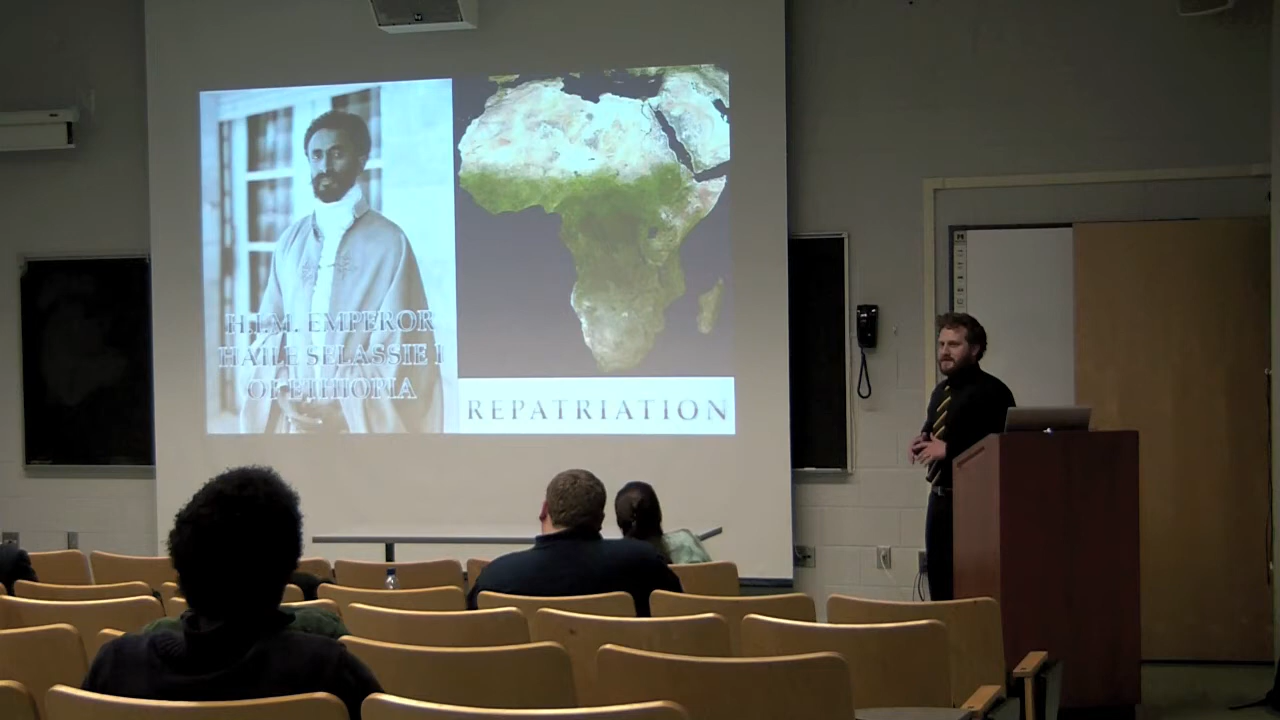 H.I.M. EMPEROR
HAILE SELASSIE I
OF ETHIOPIA
REPATRIATION